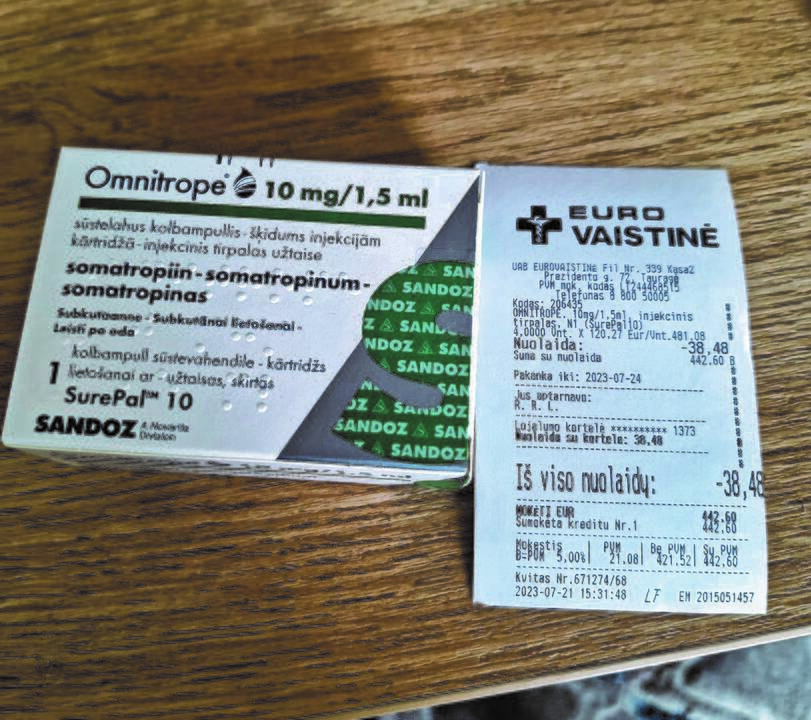 Omnitrope® 10 mg/1,5 ml
süstelahus kolbampullis - šķīdums injekcijām
kārtridžā - injekcinis tirpalas užtaise
somatropiin - somatropinum -
somatropinas
Subkutaanne - Subkutānai lietošanai -
Leisti po oda
1 kolbampull süstevahendile - kārtridžs
lietošanai ar - užtaisas, skirtas
SurePal™ 10
SANDOZ A Novartis
Division
SANDOZ
EURO
VAISTINĖ
UAB EUROVAISTINĖ Fil.Nr. 339 Kasa2
Prezidento g. 72, Tauragė
PVM mok. kodas LT244468515
Telefonas 8 800 50005
Kodas: 206435
OMNITROPE, 10mg/1,5ml, injekcinis
tirpalas, N1 (SurePal10)
4,0000 Vnt. X 120.27 Eur/Vnt. 481.08
Nuolaida: -38,48
Suma su nuolaida 442.60 B
Pakanka iki: 2023-07-24
Jus aptarnavo:
R. R. L.
Lojalumo kortelė ********** 1373
Nuolaida su kortele: 38,48
Iš viso nuolaidų: -38,48
MOKĖTI EUR 442.60
Sumokėta kreditu Nr.1 442.60
Mokestis PVM Be PVM Su PVM
B=PVM 5,00% 21.08 421.52 442.60
Kvitas Nr.671274/68
2023-07-21 15:31:48 LF EM 2015051457